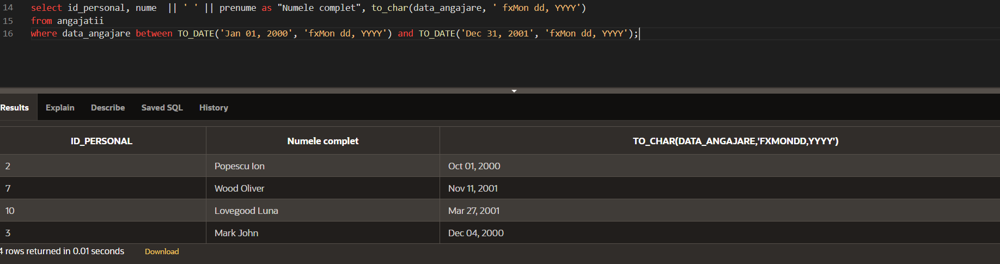 14 select id_personal, nume  || ' ' || prenume as "Numele complet", to_char(data_angajare, ' fxMon dd, YYYY')
15 from angajatii
16 where data_angajare between TO_DATE('Jan 01, 2000', 'fxMon dd, YYYY') and TO_DATE('Dec 31, 2001', 'fxMon dd, YYYY');
Results Explain Describe Saved SQL History
ID_PERSONAL Numele complet TO_CHAR(DATA_ANGAJARE,'FXMONDD,YYYY')
2 Popescu Ion Oct 01, 2000
7 Wood Oliver Nov 11, 2001
10 Lovegood Luna Mar 27, 2001
3 Mark John Dec 04, 2000
4 rows returned in 0.01 seconds Download